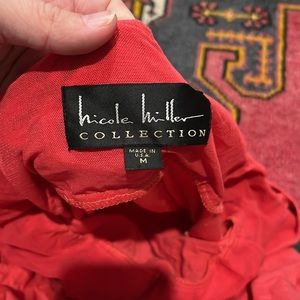 nicole miller
COLLECTION
MADE IN
U.S.A.
M